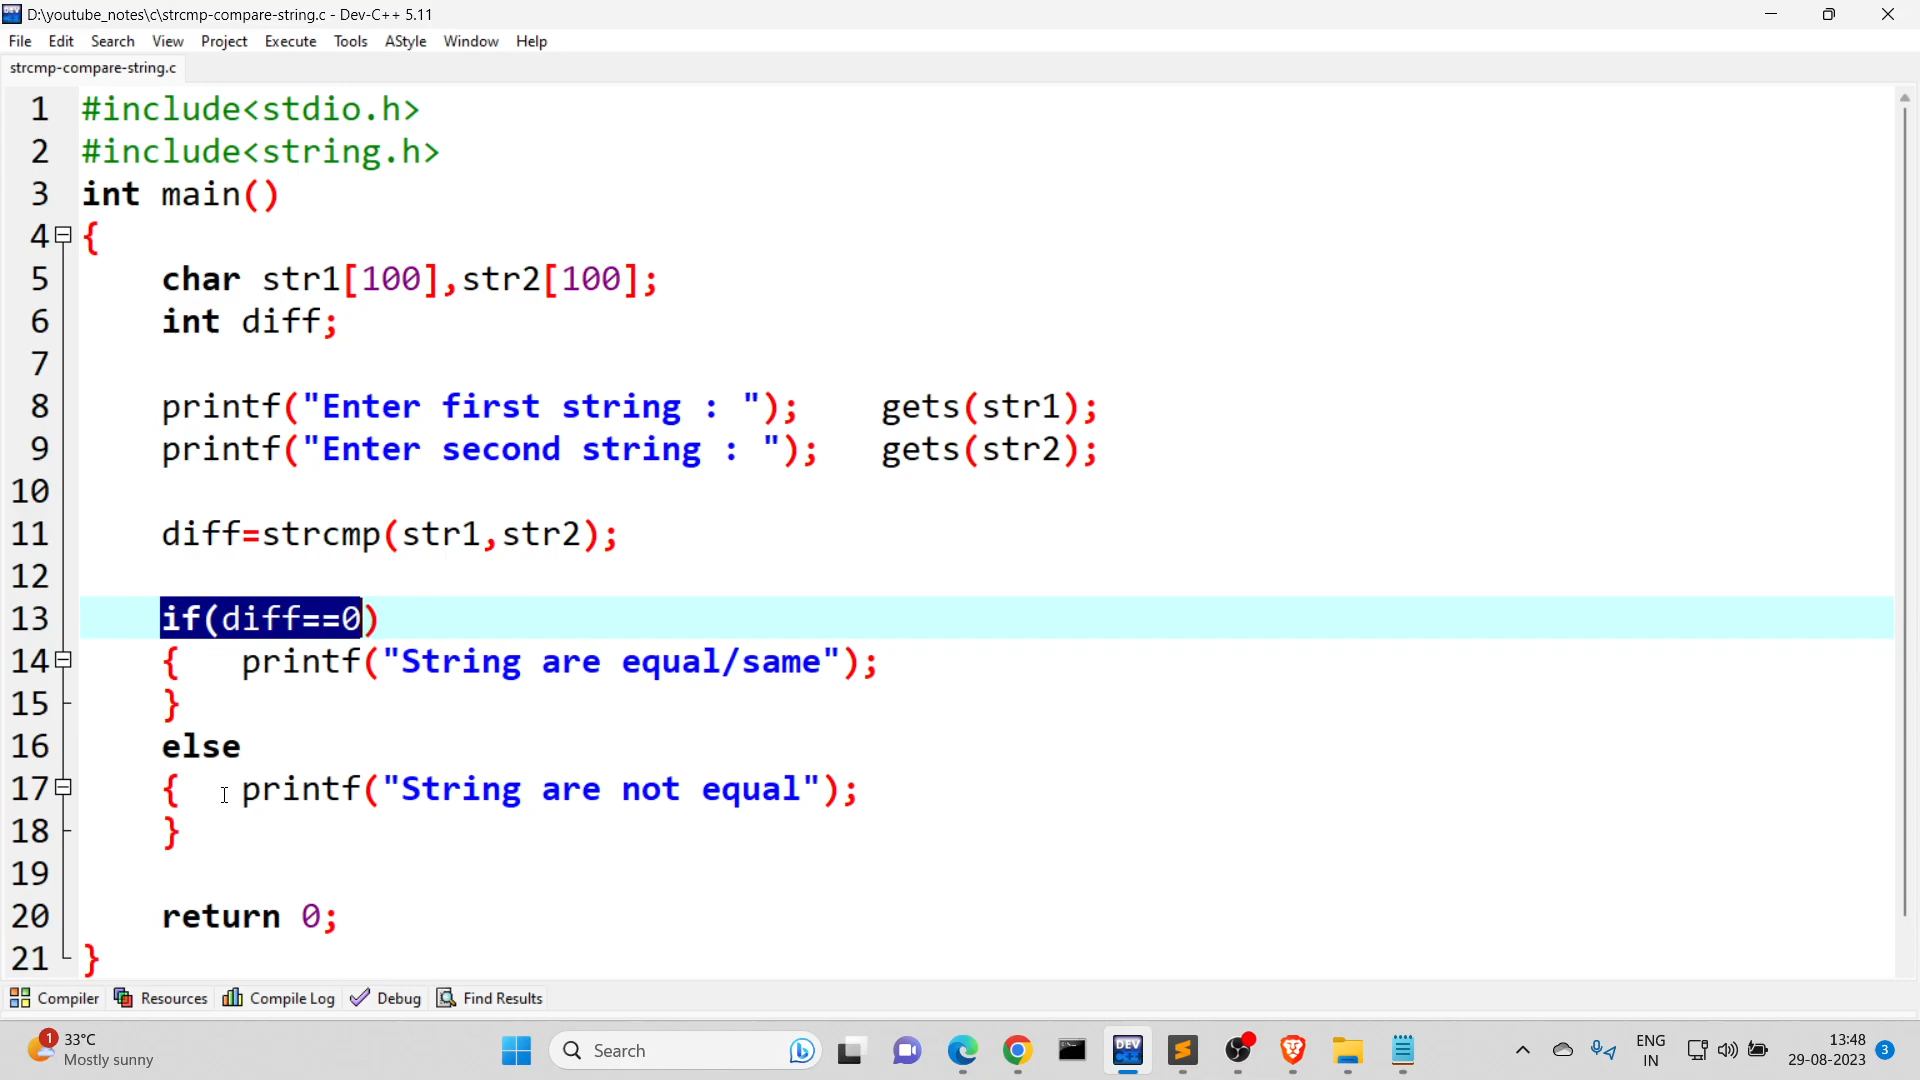 D:\youtube_notes\c\strcmp-compare-string.c - Dev-C++ 5.11
File Edit Search View Project Execute Tools AStyle Window Help
strcmp-compare-string.c
1 #include<stdio.h>
2 #include<string.h>
3 int main()
4 {
5 char str1[100],str2[100];
6 int diff;
7
8 printf("Enter first string : "); gets(str1);
9 printf("Enter second string : "); gets(str2);
10
11 diff=strcmp(str1,str2);
12
13 if(diff==0)
14 { printf("String are equal/same");
15 }
16 else
17 { printf("String are not equal");
18 }
19
20 return 0;
21 }
Compiler Resources Compile Log Debug Find Results
1 33°C
Mostly sunny
Search
DEV C++
ENG
IN
13:48
29-08-2023
3